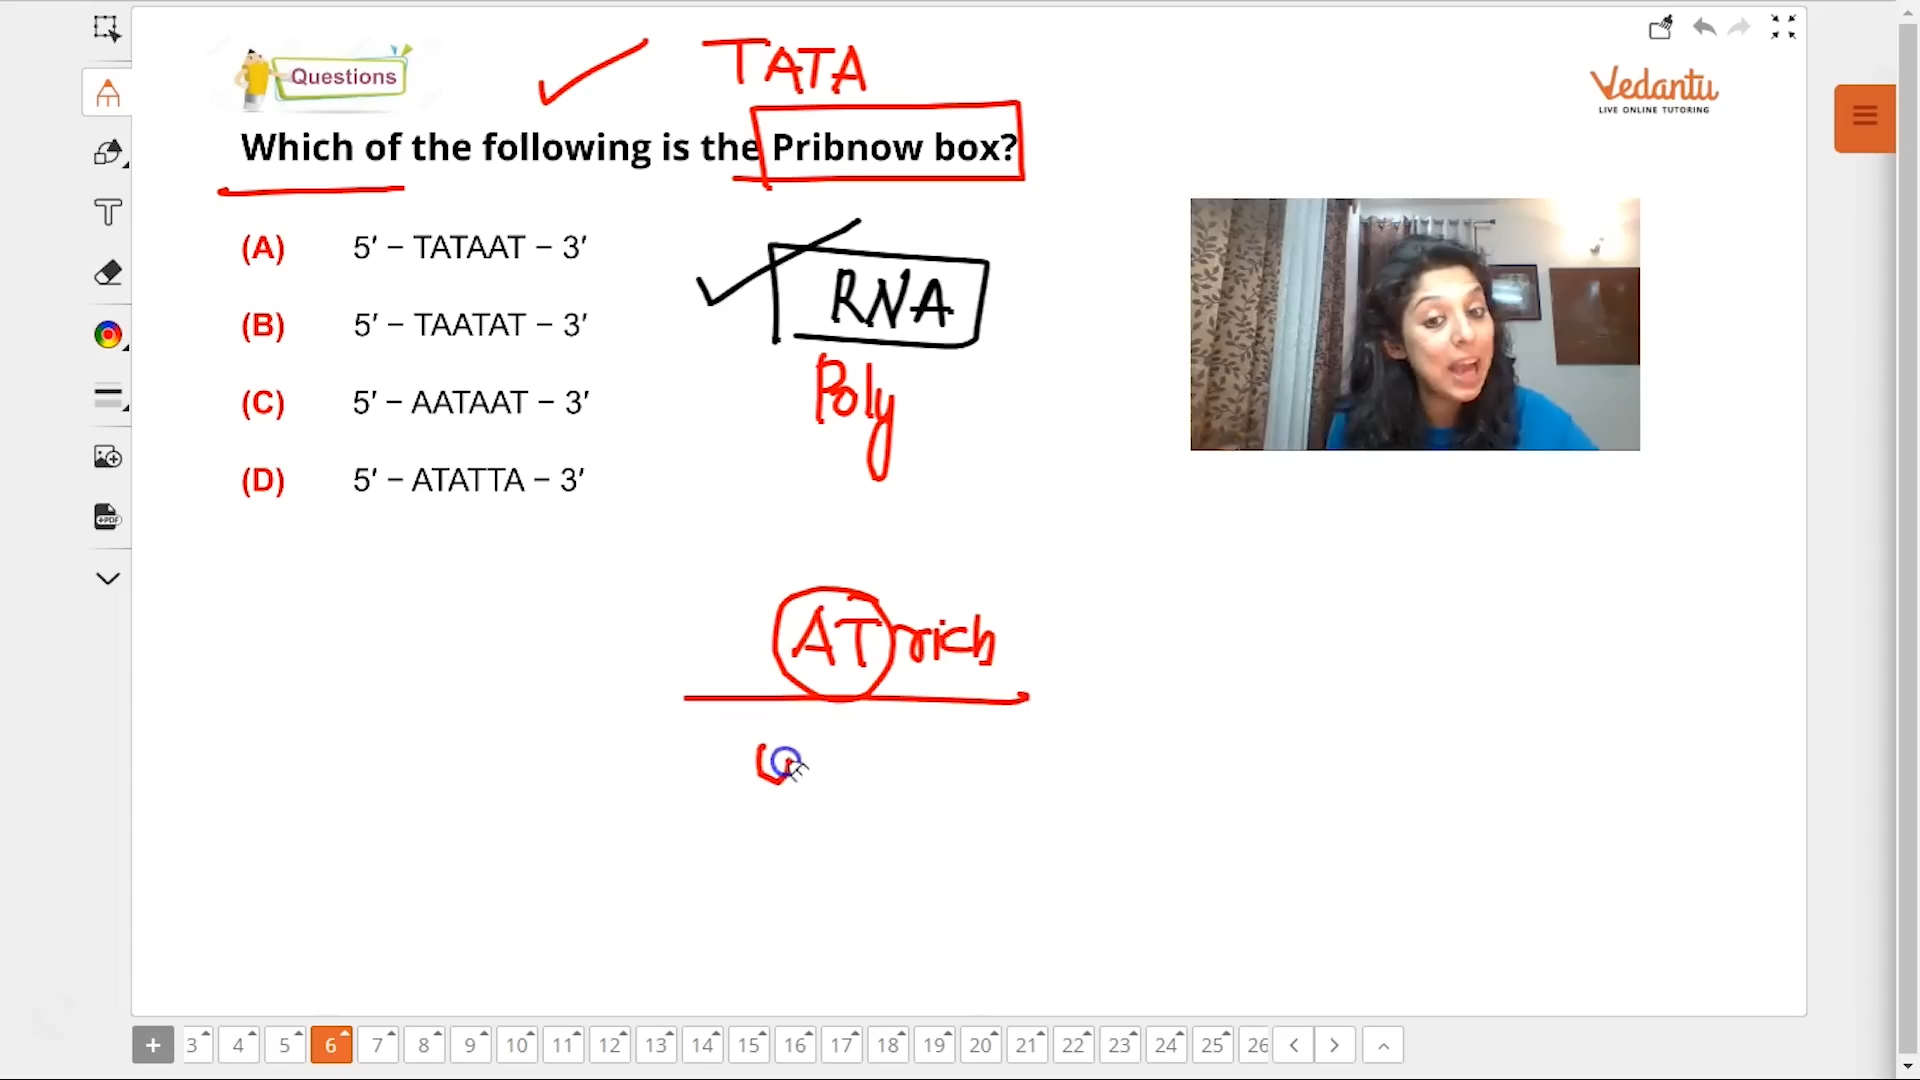 Questions
TATA
Vedantu
LIVE ONLINE TUTORING
Which of the following is the Pribnow box?
(A) 5′ – TATAAT – 3′
(B) 5′ – TAATAT – 3′
(C) 5′ – AATAAT – 3′
(D) 5′ – ATATTA – 3′
RNA
Poly
AT rich
+PDF
+ 3 4 5 6 7 8 9 10 11 12 13 14 15 16 17 18 19 20 21 22 23 24 25 26 < >